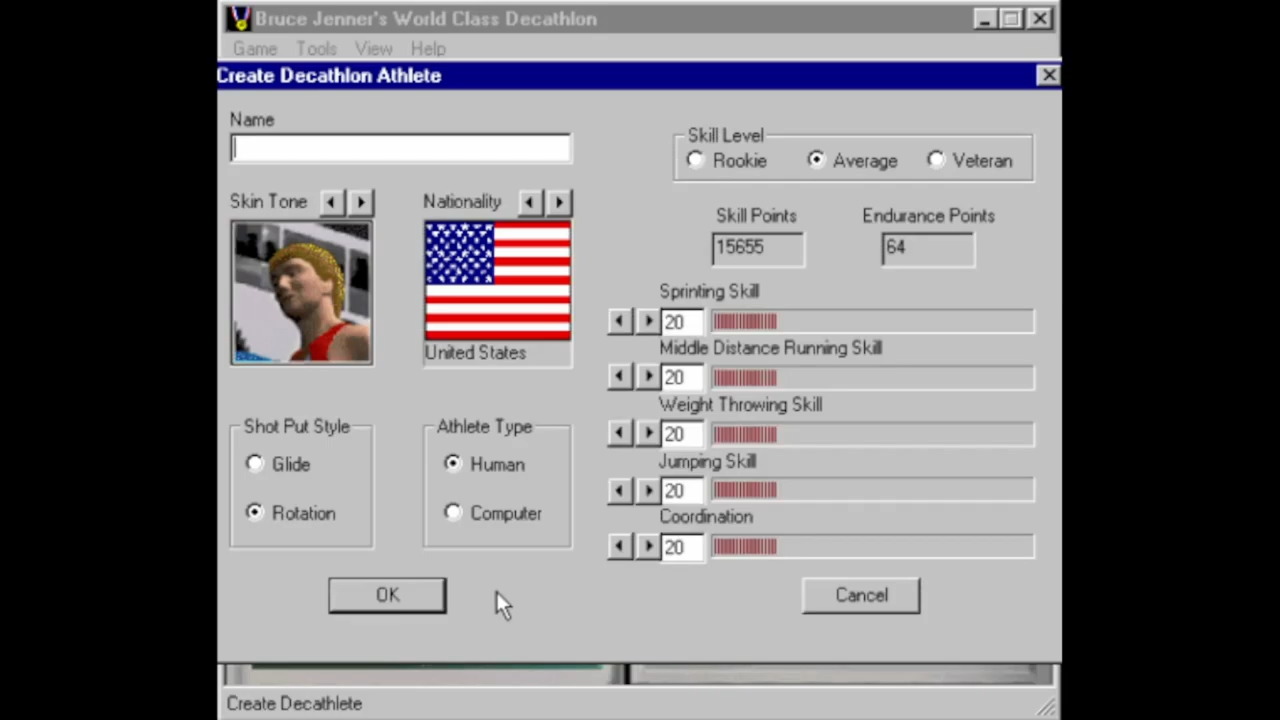 Bruce Jenner's World Class Decathlon
Game Tools View Help
Create Decathlon Athlete
Name
Skill Level
Rookie Average Veteran
Skin Tone
Nationality
United States
Skill Points
15655
Endurance Points
64
Sprinting Skill
20
Middle Distance Running Skill
20
Weight Throwing Skill
20
Jumping Skill
20
Coordination
20
Shot Put Style
Glide
Rotation
Athlete Type
Human
Computer
OK
Cancel
Create Decathlete